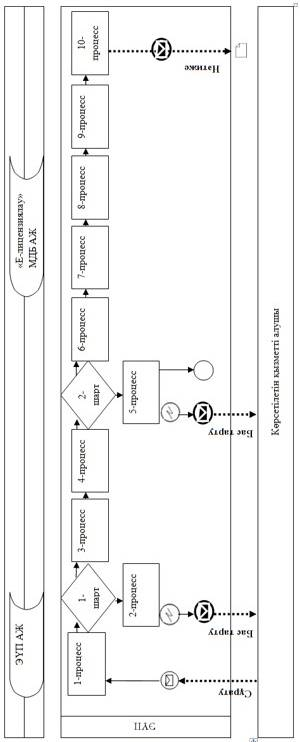 ЭҮП АЖ
«Е-лицензиялау»
МДБ АЖ
ЭҮП
1-процесс
1-
шарт
2-процесс
3-процесс
4-процесс
2-
шарт
5-процесс
6-процесс
7-процесс
8-процесс
9-процесс
10-
процесс
Сұрату
Бас тарту
Бас тарту
Нәтиже
Көрсетілетін қызметті алушы